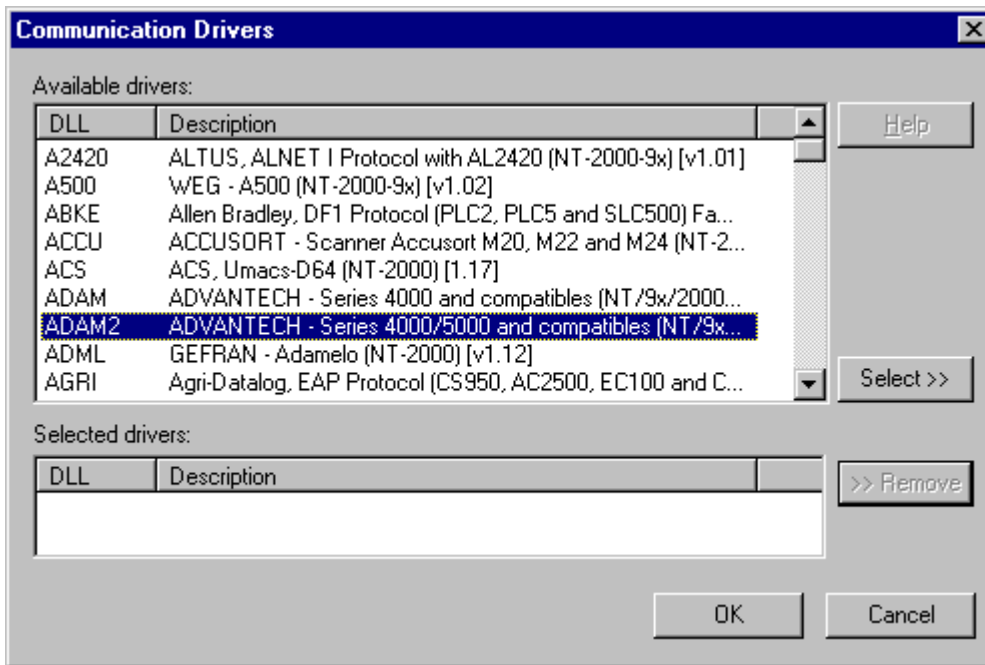 Communication Drivers
Available drivers:
DLL Description
Help
A2420 ALTUS, ALNET I Protocol with AL2420 (NT-2000-9x) [v1.01]
A500 WEG - A500 (NT-2000-9x) [v1.02]
ABKE Allen Bradley, DF1 Protocol (PLC2, PLC5 and SLC500) Fa...
ACCU ACCUSORT - Scanner Accusort M20, M22 and M24 (NT-2...
ACS ACS, Umacs-D64 (NT-2000) [1.17]
ADAM ADVANTECH - Series 4000 and compatibles (NT/9x/2000...
ADAM2 ADVANTECH - Series 4000/5000 and compatibles (NT/9x...
ADML GEFRAN - Adamelo (NT-2000) [v1.12]
AGRI Agri-Datalog, EAP Protocol (CS950, AC2500, EC100 and C...
Select >>
Selected drivers:
DLL Description
>> Remove
OK Cancel